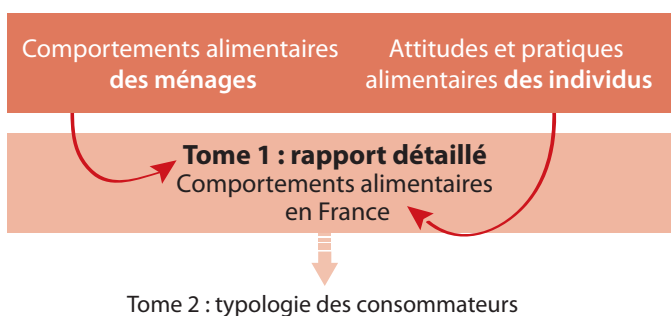 Comportements alimentaires
des ménages
Attitudes et pratiques
alimentaires des individus
Tome 1 : rapport détaillé
Comportements alimentaires
en France
Tome 2 : typologie des consommateurs